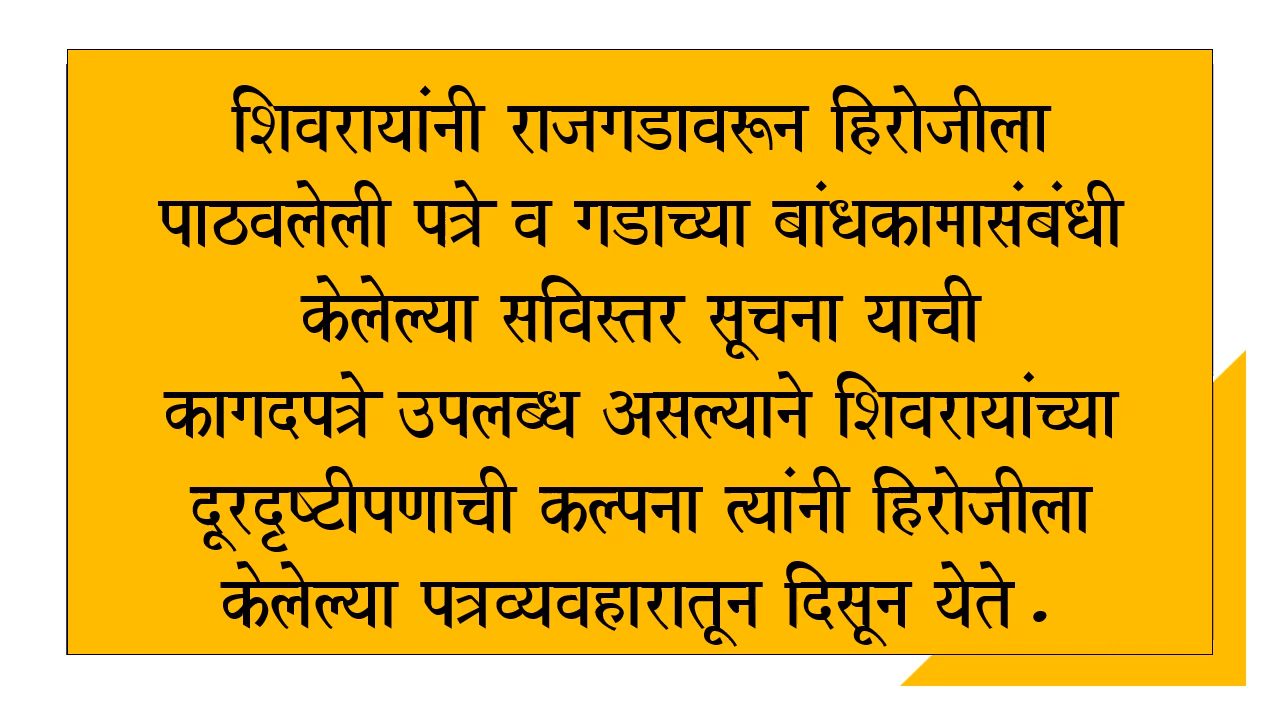 शिवरायांनी राजगडावरून हिरोजीला
पाठवलेली पत्रे व गडाच्या बांधकामासंबंधी
केलेल्या सविस्तर सूचना याची
कागदपत्रे उपलब्ध असल्याने शिवरायांच्या
दूरदृष्टीपणाची कल्पना त्यांनी हिरोजीला
केलेल्या पत्रव्यवहारातून दिसून येते .